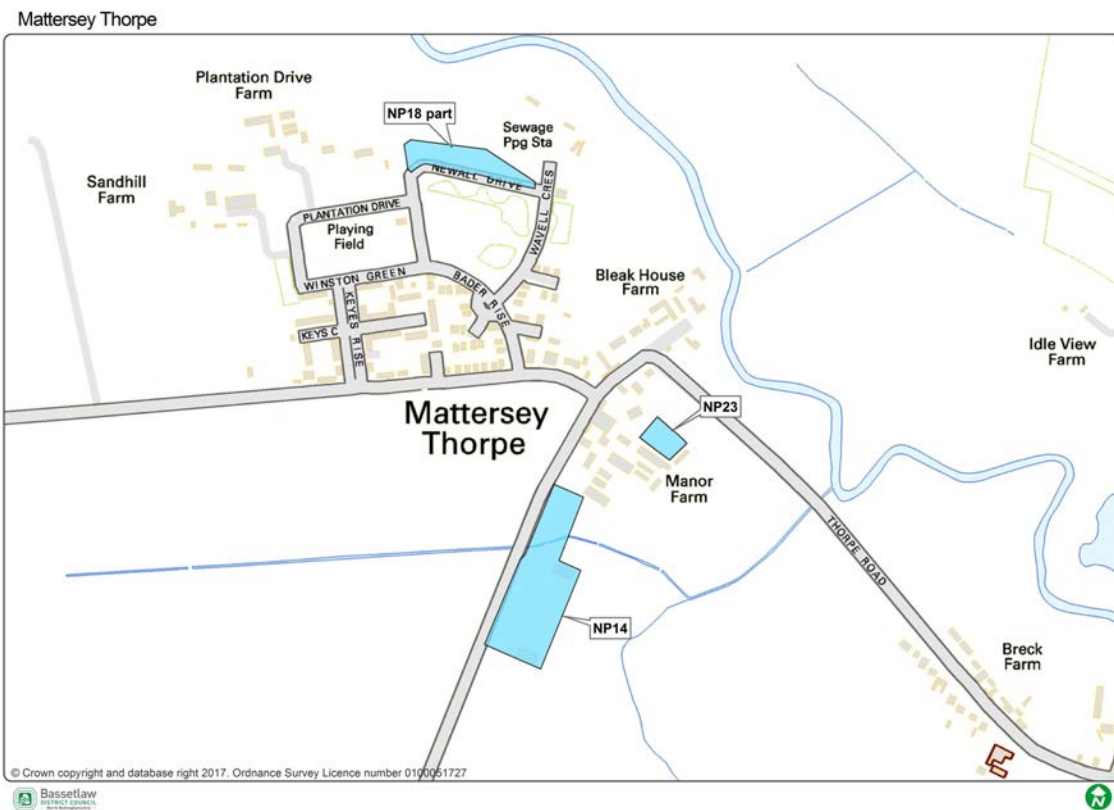 Mattersey Thorpe
Plantation Drive
Farm
NP18 part
Sewage
Ppg Sta
Sandhill
Farm
NEWALL DRIVE
PLANTATION DRIVE
WAVELL CRES
Playing
Field
WINSTON GREEN
BADER RISE
Bleak House
Farm
KEYES RISE
KEYS C
Idle View
Farm
Mattersey
Thorpe
NP23
Manor
Farm
THORPE ROAD
NP14
Breck
Farm
© Crown copyright and database right 2017. Ordnance Survey Licence number 0100051727
Bassetlaw
DISTRICT COUNCIL
North Nottinghamshire
N